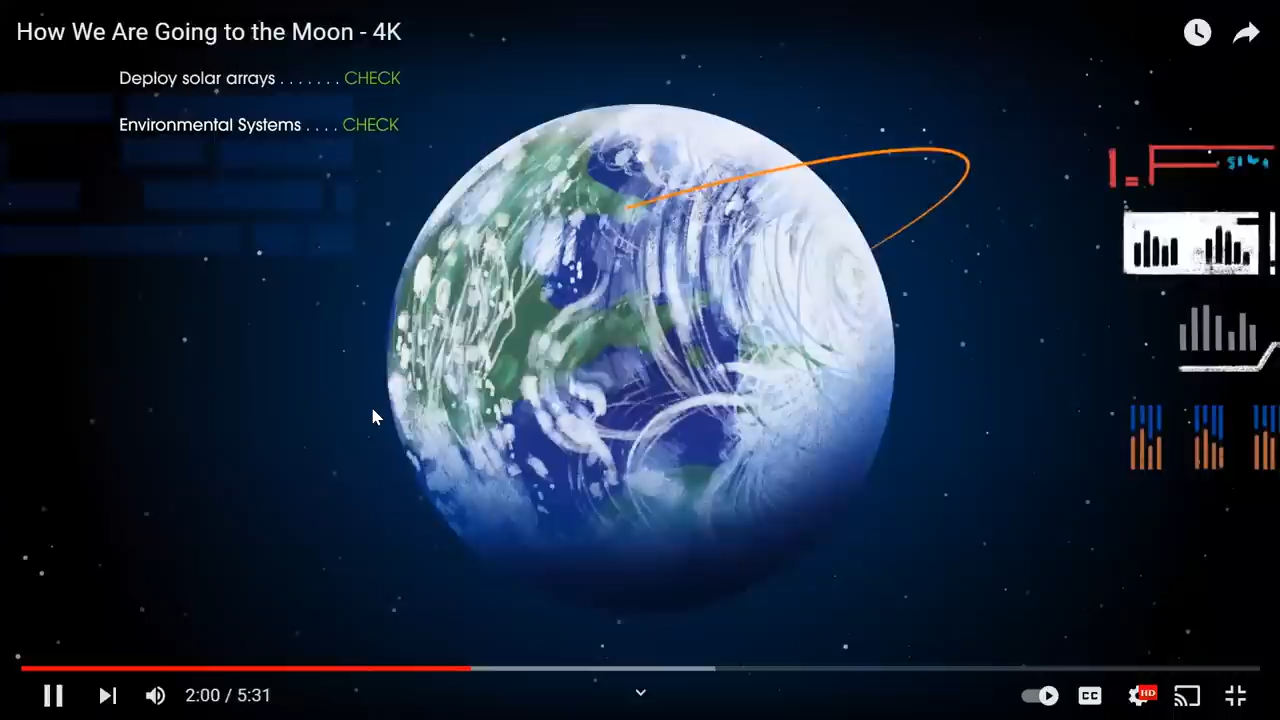 How We Are Going to the Moon - 4K
Deploy solar arrays . . . . . . . CHECK
Environmental Systems . . . . CHECK
2:00 / 5:31
CC
HD